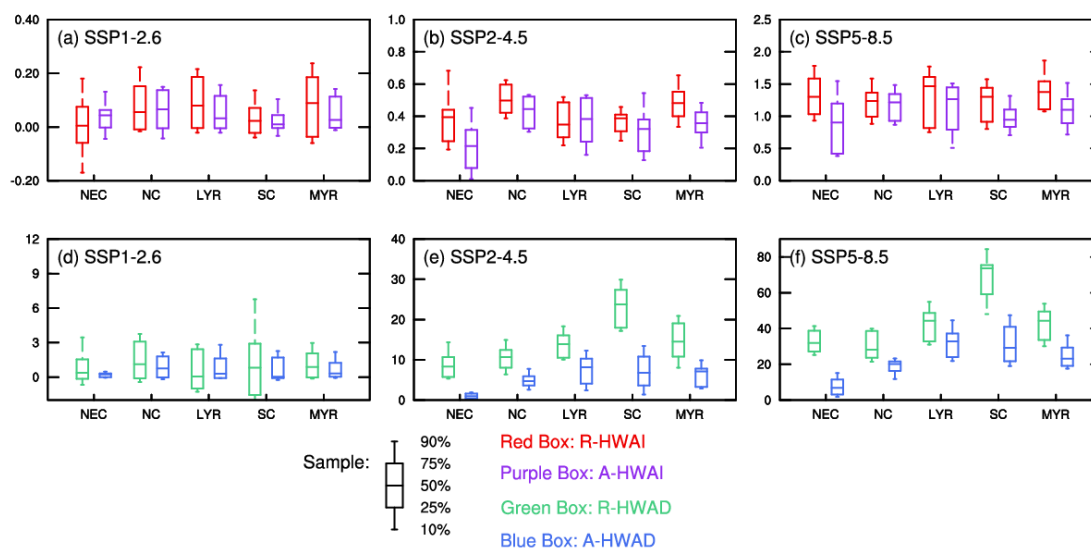 (a) SSP1-2.6
0.40
0.20
0.00
-0.20
NEC NC LYR SC MYR
(b) SSP2-4.5
1.0
0.8
0.6
0.4
0.2
0.0
NEC NC LYR SC MYR
(c) SSP5-8.5
2.5
2.0
1.5
1.0
0.5
0.0
NEC NC LYR SC MYR
(d) SSP1-2.6
12
9
6
3
0
NEC NC LYR SC MYR
(e) SSP2-4.5
40
30
20
10
0
NEC NC LYR SC MYR
(f) SSP5-8.5
80
60
40
20
0
NEC NC LYR SC MYR
Sample:
90%
75%
50%
25%
10%
Red Box: R-HWAI
Purple Box: A-HWAI
Green Box: R-HWAD
Blue Box: A-HWAD